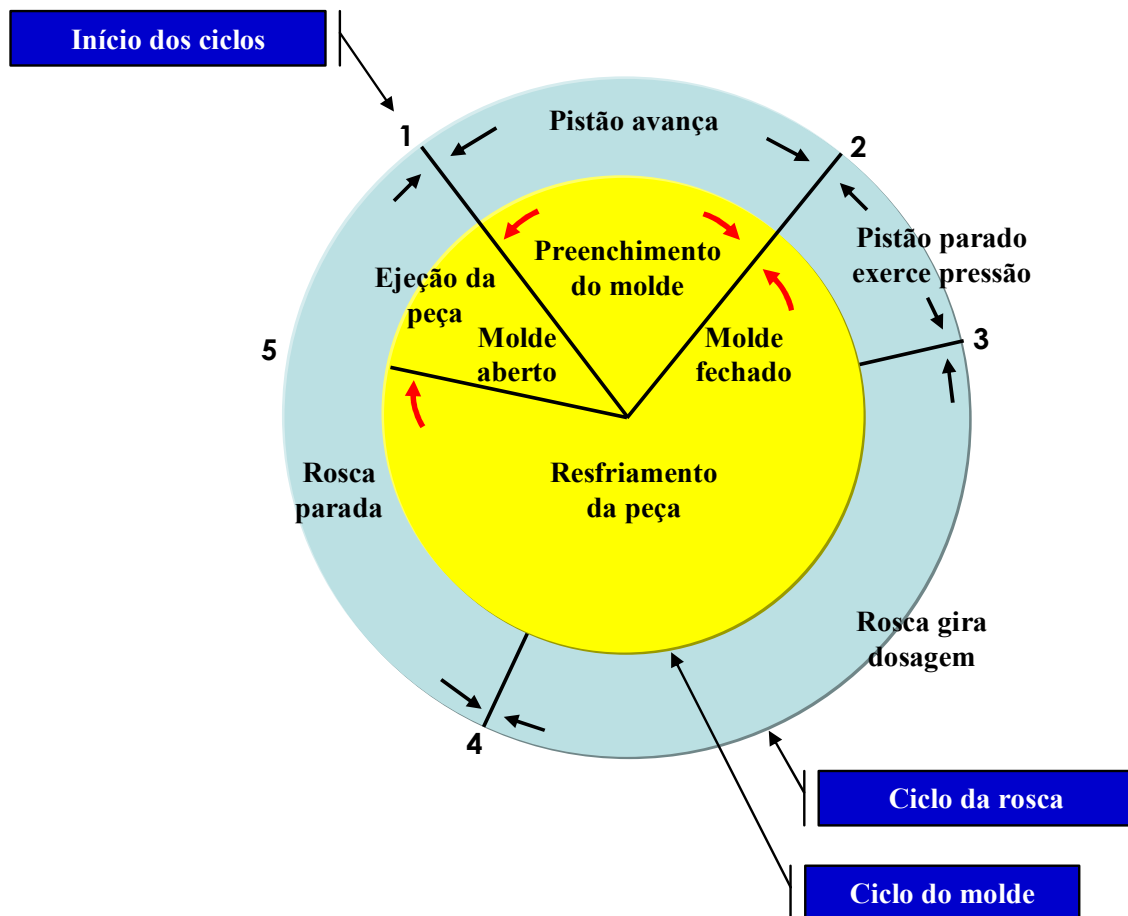 Início dos ciclos
Pistão avança
1
2
Pistão parado
exerce pressão
Preenchimento
do molde
Ejeção da
peça
Molde
aberto
Molde
fechado
3
5
Rosca
parada
Resfriamento
da peça
Rosca gira
dosagem
4
Ciclo da rosca
Ciclo do molde